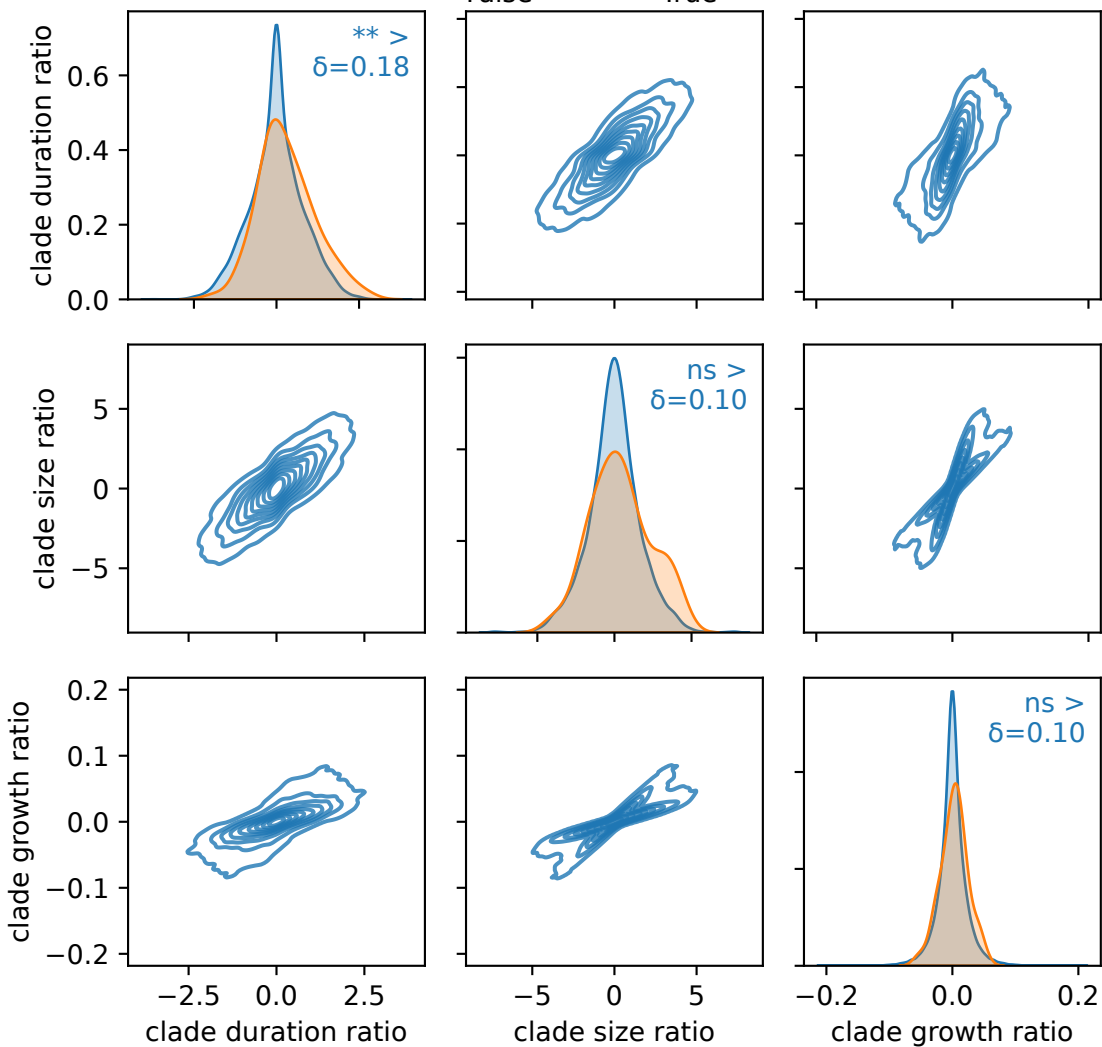 clade duration ratio
0.6
0.4
0.2
0.0
** >
δ=0.18
clade size ratio
5
0
−5
ns >
δ=0.10
clade growth ratio
0.2
0.1
0.0
−0.1
−0.2
ns >
δ=0.10
−2.5 0.0 2.5
−5 0 5
−0.2 0.0 0.2
clade duration ratio
clade size ratio
clade growth ratio